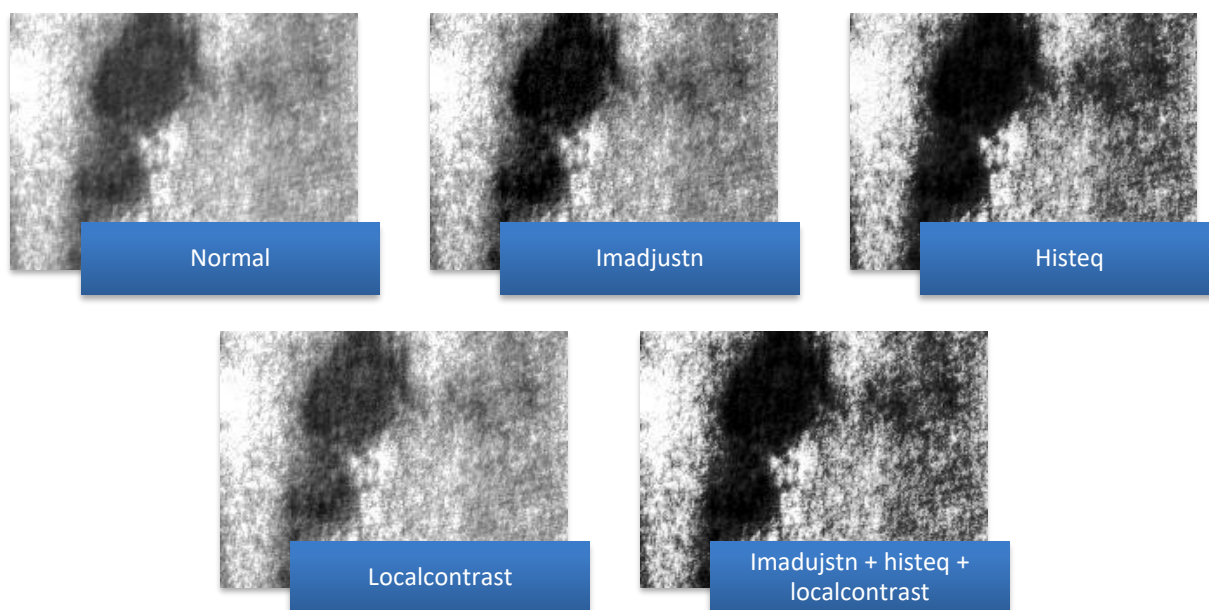 Normal
Imadjustn
Histeq
Localcontrast
Imadujstn + histeq +
localcontrast